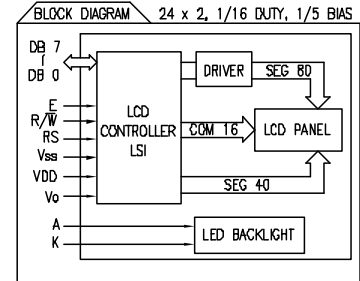 BLOCK DIAGRAM 24 x 2, 1/16 DUTY, 1/5 BIAS
DB 7
DB 0
E
R/W̅
RS
Vss
VDD
Vo
A
K
LCD
CONTROLLER
LSI
DRIVER
SEG 80
COM 16
LCD PANEL
SEG 40
LED BACKLIGHT